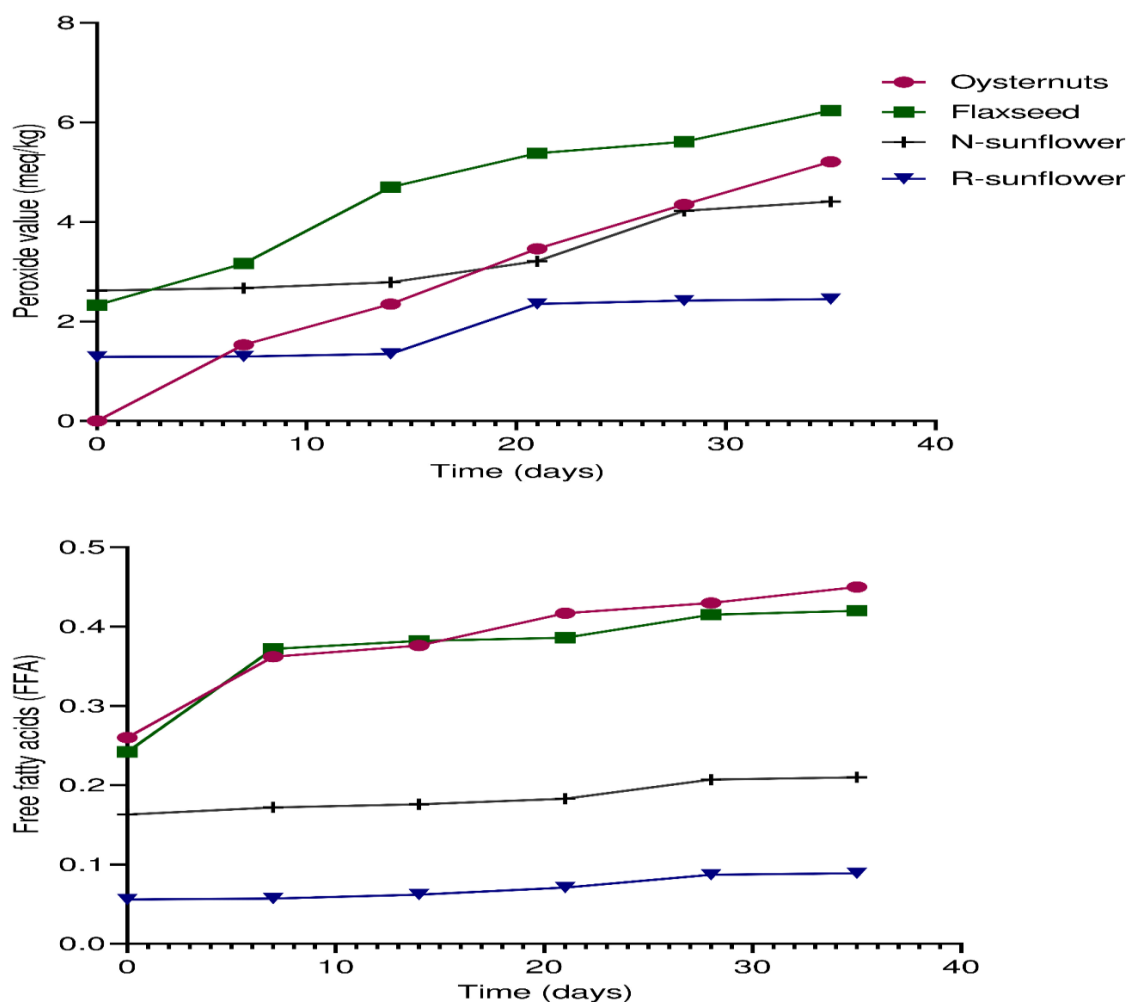 8
6
4
2
0
Peroxide value (meq/kg)
0 10 20 30 40
Time (days)
Oysternuts
Flaxseed
N-sunflower
R-sunflower
0.5
0.4
0.3
0.2
0.1
0.0
Free fatty acids (FFA)
0 10 20 30 40
Time (days)